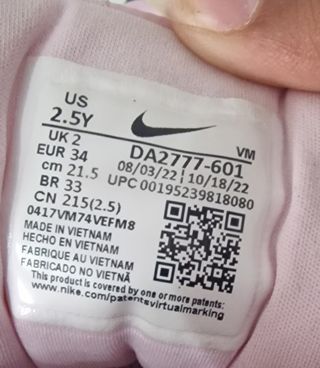 US
2.5Y
UK 2
EUR 34
cm 21.5
BR 33
CN 215(2.5)
VM
DA2777-601
08/03/22 | 10/18/22
UPC 00195239818080
0417VM74VEFM8
MADE IN VIETNAM
HECHO EN VIETNAM
FABRIQUE AU VIETNAM
FABRICADO NO VIETNÃ
This product is covered by one or more patents:
www.nike.com/patentsvirtualmarking